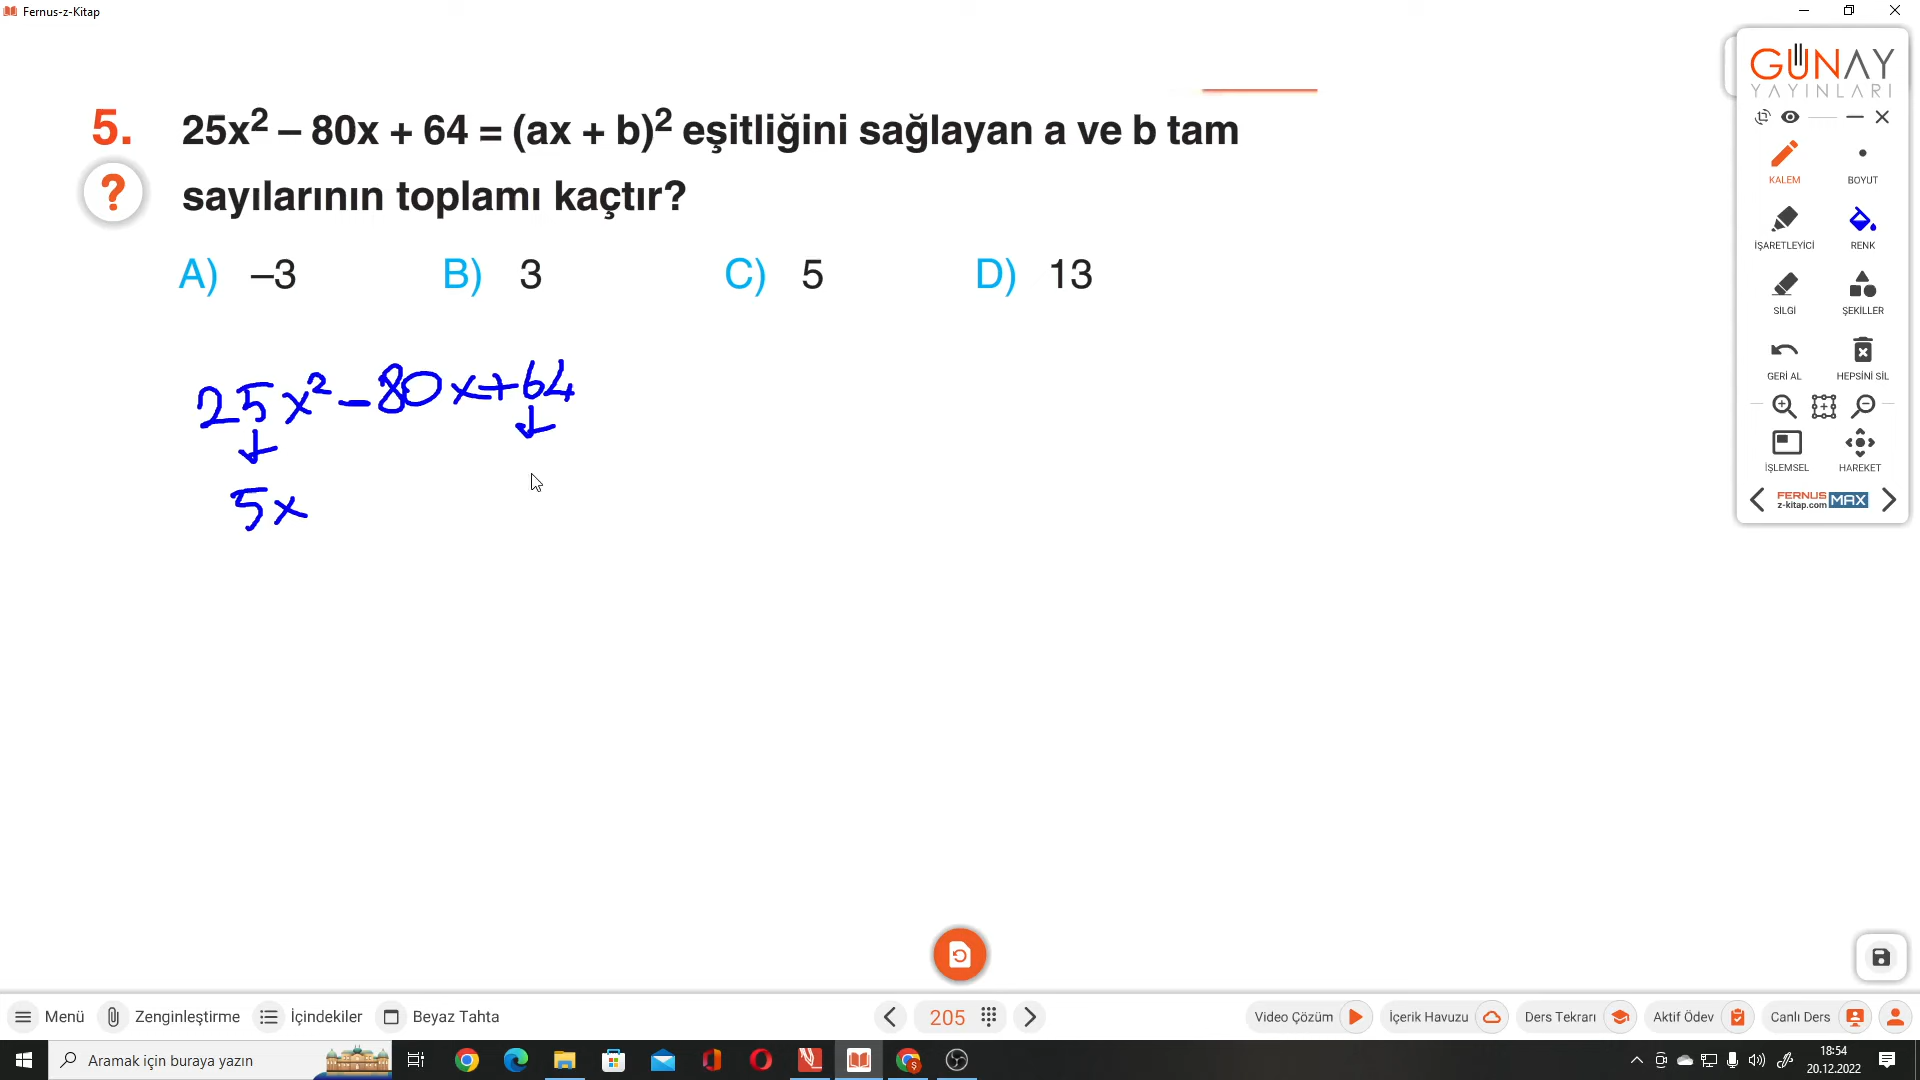 Fernus-z-Kitap
GÜNAY
YAYINLARI
5. 25x² – 80x + 64 = (ax + b)² eşitliğini sağlayan a ve b tam
? sayılarının toplamı kaçtır?
A) –3 B) 3 C) 5 D) 13
25x² – 80x + 64
5x
KALEM BOYUT
İŞARETLEYİCİ RENK
SİLGİ ŞEKİLLER
GERİ AL HEPSİNİ SİL
İŞLEMSEL HAREKET
FERNUS
z-kitap.com MAX
Menü Zenginleştirme İçindekiler Beyaz Tahta 205 Video Çözüm İçerik Havuzu Ders Tekrarı Aktif Ödev Canlı Ders
Aramak için buraya yazın
18:54
20.12.2022